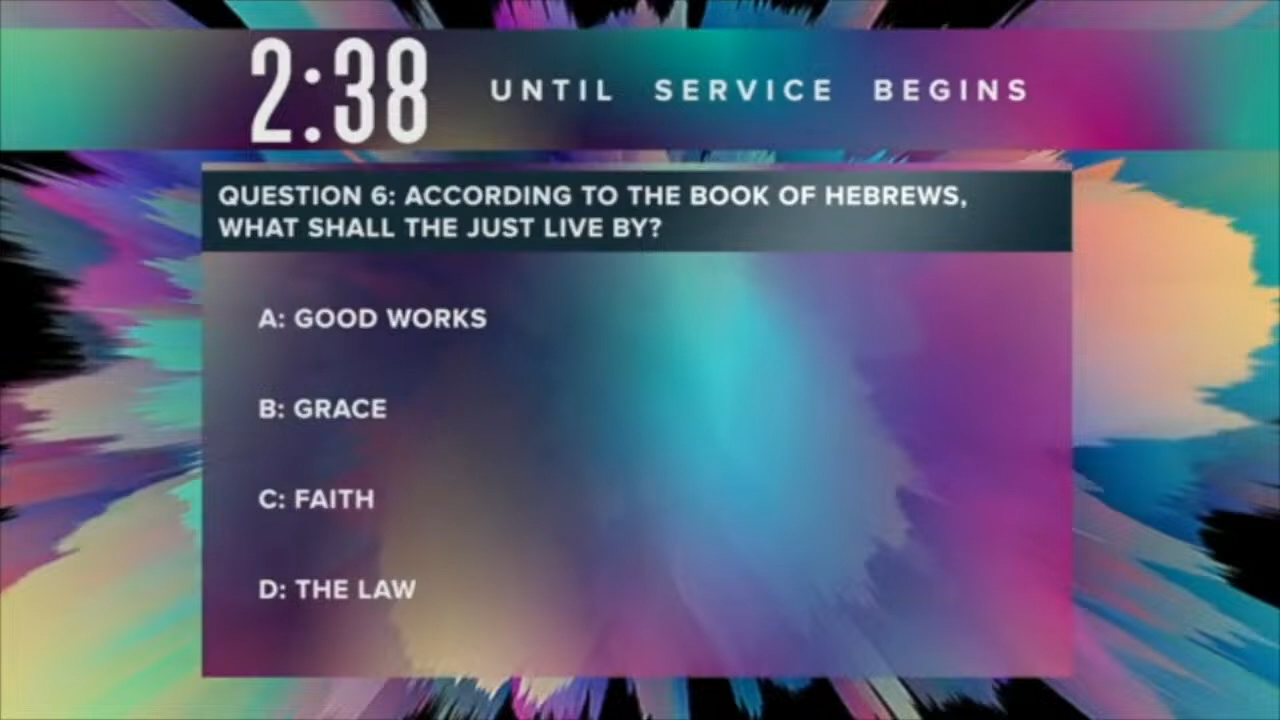 2:38 UNTIL SERVICE BEGINS
QUESTION 6: ACCORDING TO THE BOOK OF HEBREWS,
WHAT SHALL THE JUST LIVE BY?
A: GOOD WORKS
B: GRACE
C: FAITH
D: THE LAW